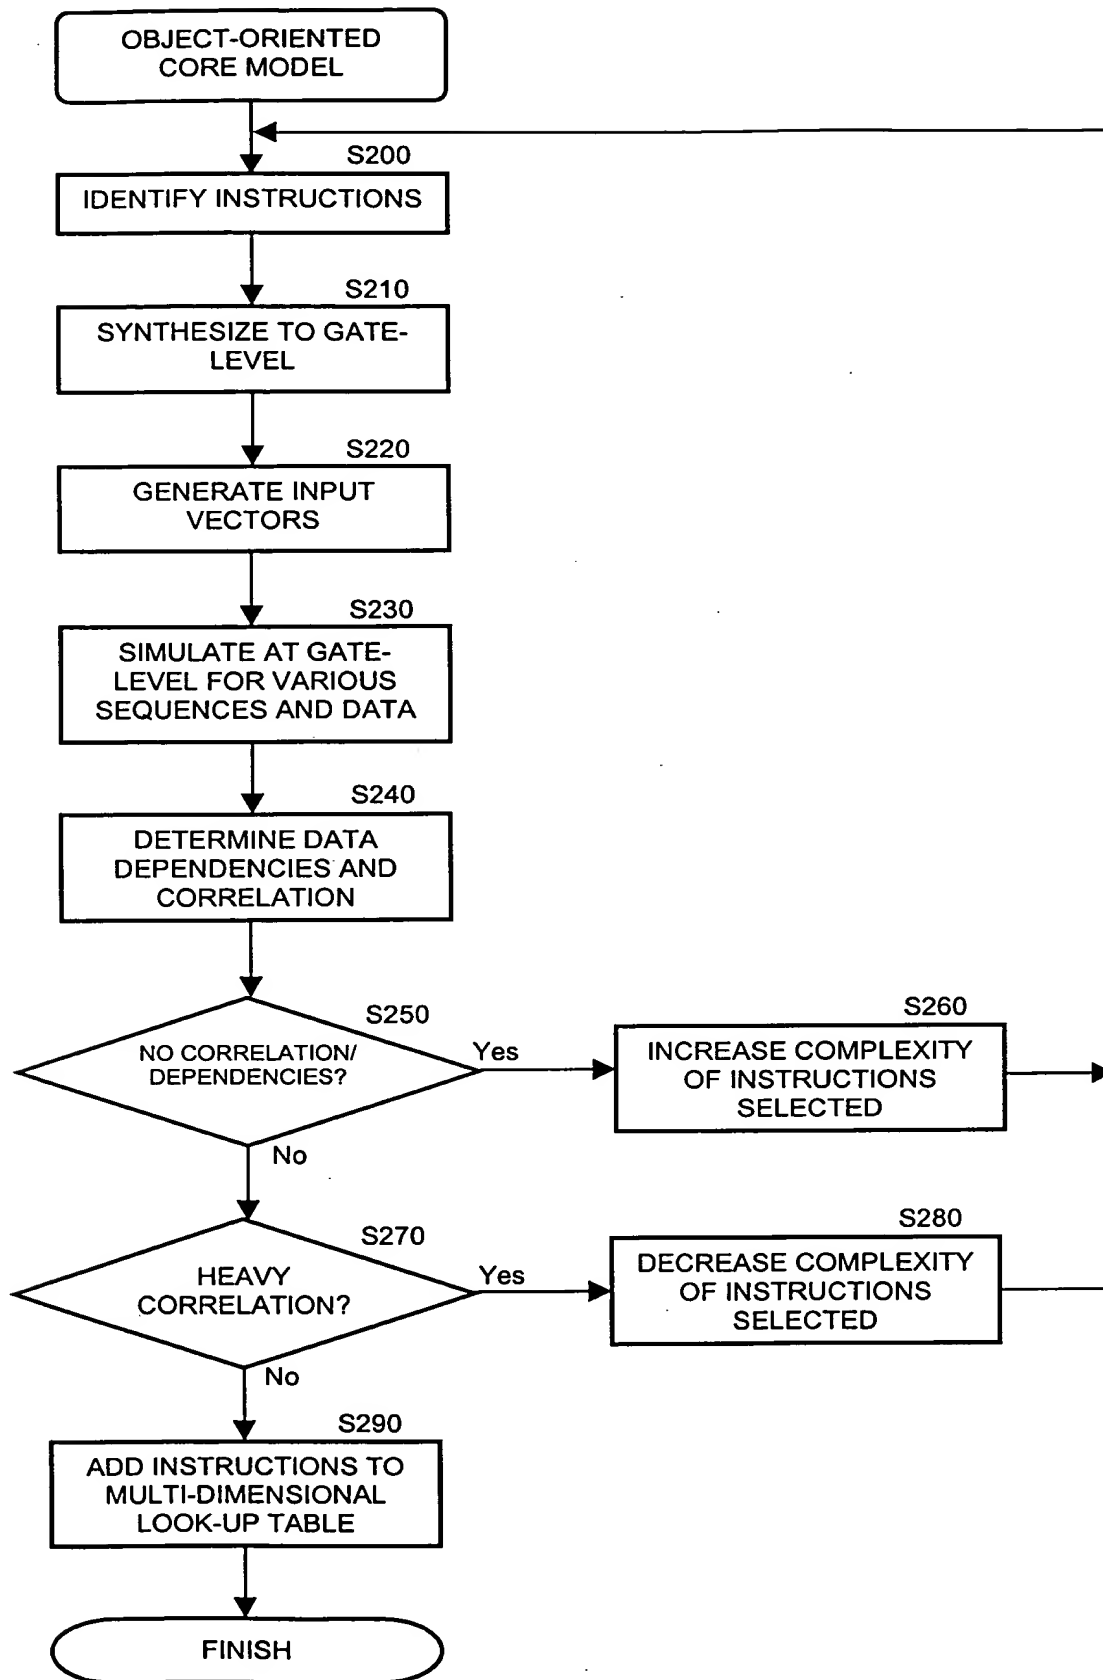 OBJECT-ORIENTED
CORE MODEL
S200
IDENTIFY INSTRUCTIONS
S210
SYNTHESIZE TO GATE-
LEVEL
S220
GENERATE INPUT
VECTORS
S230
SIMULATE AT GATE-
LEVEL FOR VARIOUS
SEQUENCES AND DATA
S240
DETERMINE DATA
DEPENDENCIES AND
CORRELATION
S250
NO CORRELATION/
DEPENDENCIES?
Yes
S260
INCREASE COMPLEXITY
OF INSTRUCTIONS
SELECTED
No
S270
HEAVY
CORRELATION?
Yes
S280
DECREASE COMPLEXITY
OF INSTRUCTIONS
SELECTED
No
S290
ADD INSTRUCTIONS TO
MULTI-DIMENSIONAL
LOOK-UP TABLE
FINISH